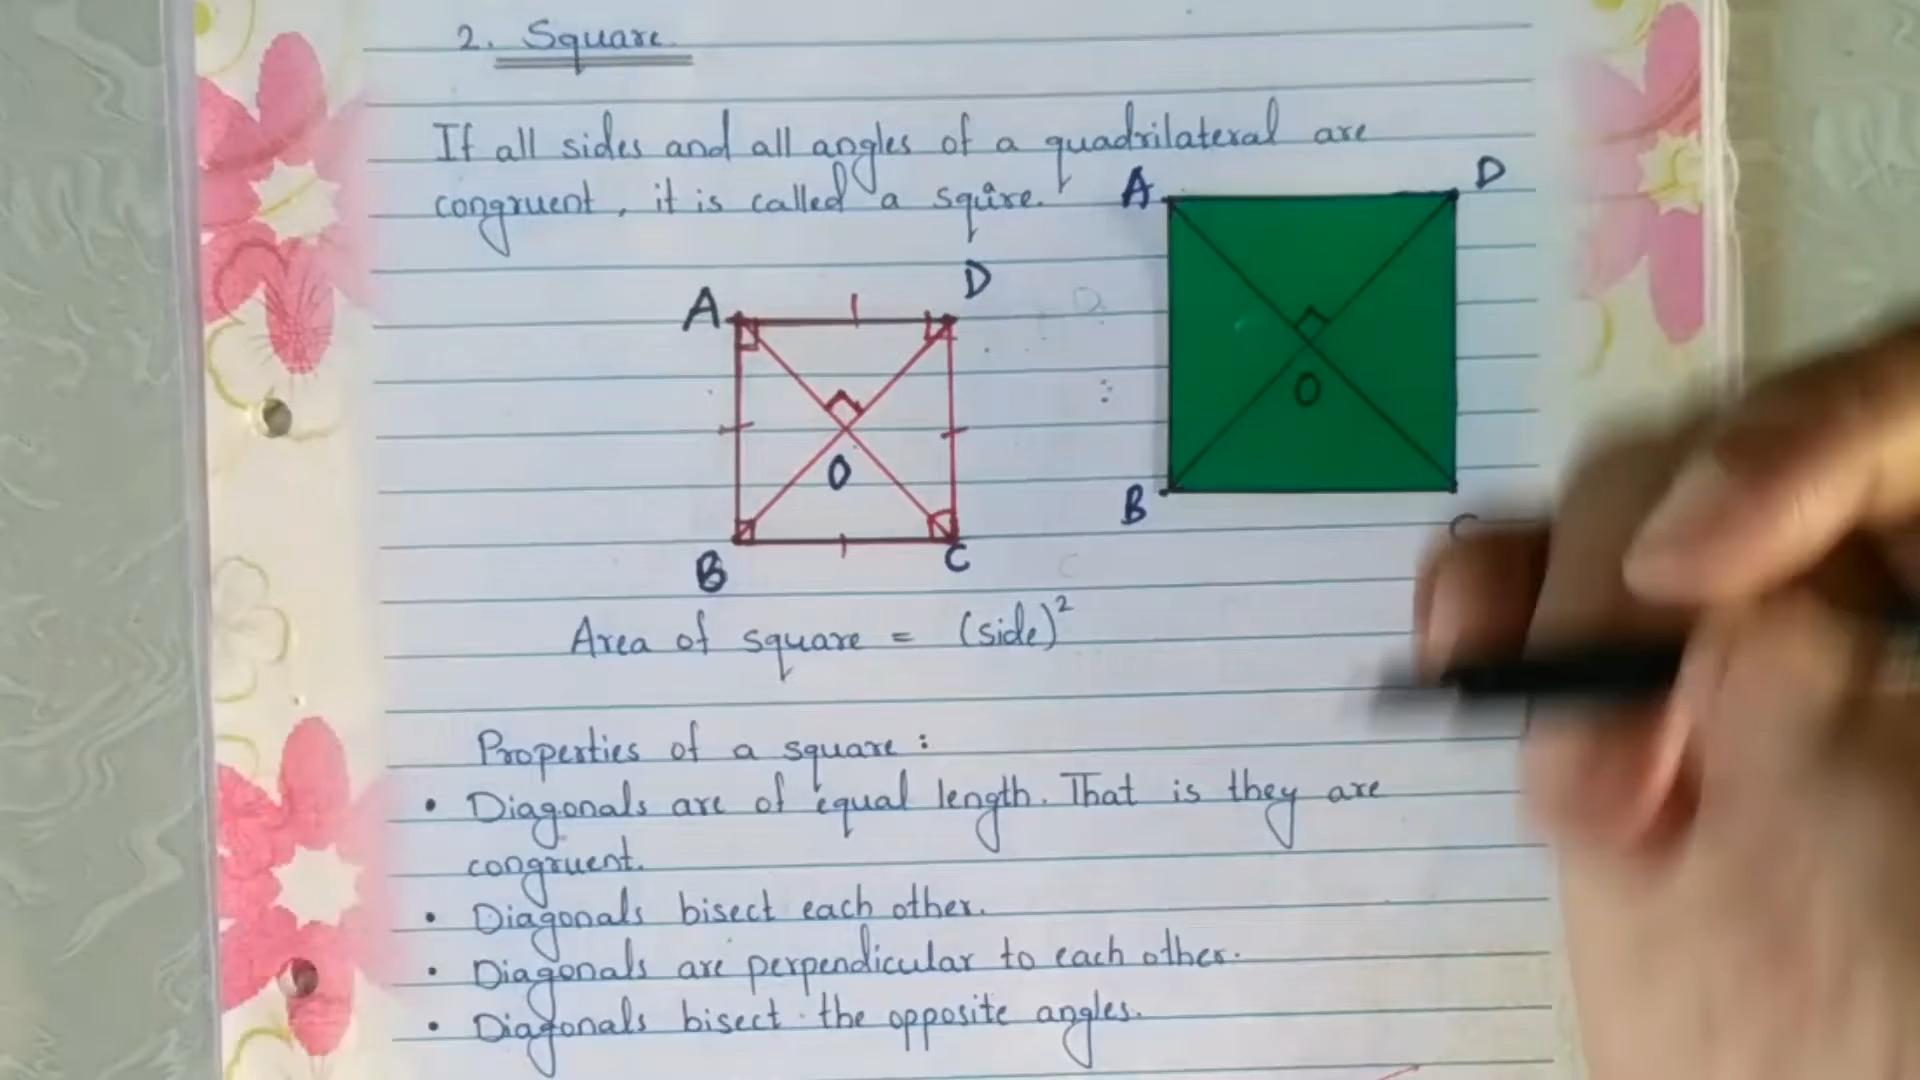 2. Square
If all sides and all angles of a quadrilateral are
congruent, it is called a squãre.
A D
A D
O
O
B C
B C
Area of square = (side)²
Properties of a square :
• Diagonals are of equal length. That is they are
congruent.
• Diagonals bisect each other.
• Diagonals are perpendicular to each other.
• Diagonals bisect the opposite angles.